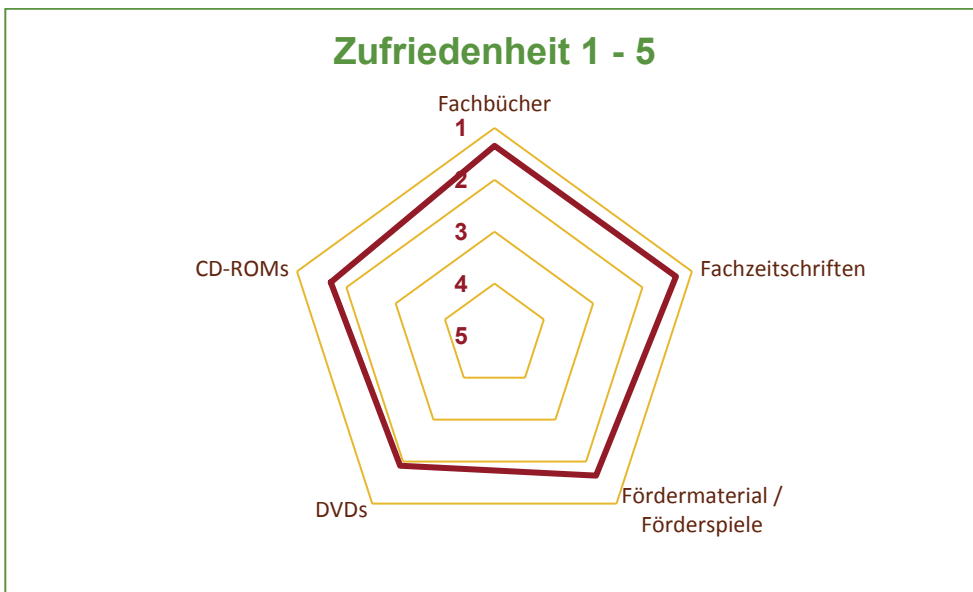 Zufriedenheit 1 - 5
Fachbücher
1
2
3
CD-ROMs
Fachzeitschriften
4
5
DVDs
Fördermaterial /
Förderspiele